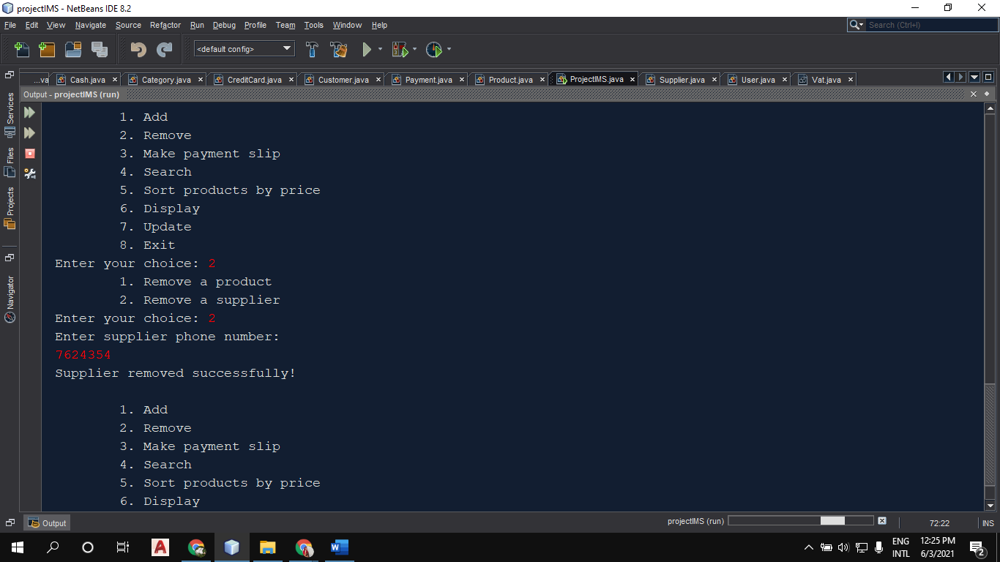 projectIMS - NetBeans IDE 8.2
File Edit View Navigate Source Refactor Run Debug Profile Team Tools Window Help
Search (Ctrl+I)
<default config>
...va Cash.java Category.java CreditCard.java Customer.java Payment.java Product.java ProjectIMS.java Supplier.java User.java Vat.java
Output - projectIMS (run)
Services
Files
Projects
Navigator
1. Add
2. Remove
3. Make payment slip
4. Search
5. Sort products by price
6. Display
7. Update
8. Exit
Enter your choice: 2
1. Remove a product
2. Remove a supplier
Enter your choice: 2
Enter supplier phone number:
7624354
Supplier removed successfully!
1. Add
2. Remove
3. Make payment slip
4. Search
5. Sort products by price
6. Display
Output
projectIMS (run)
72:22
INS
ENG
INTL
12:25 PM
6/3/2021
2